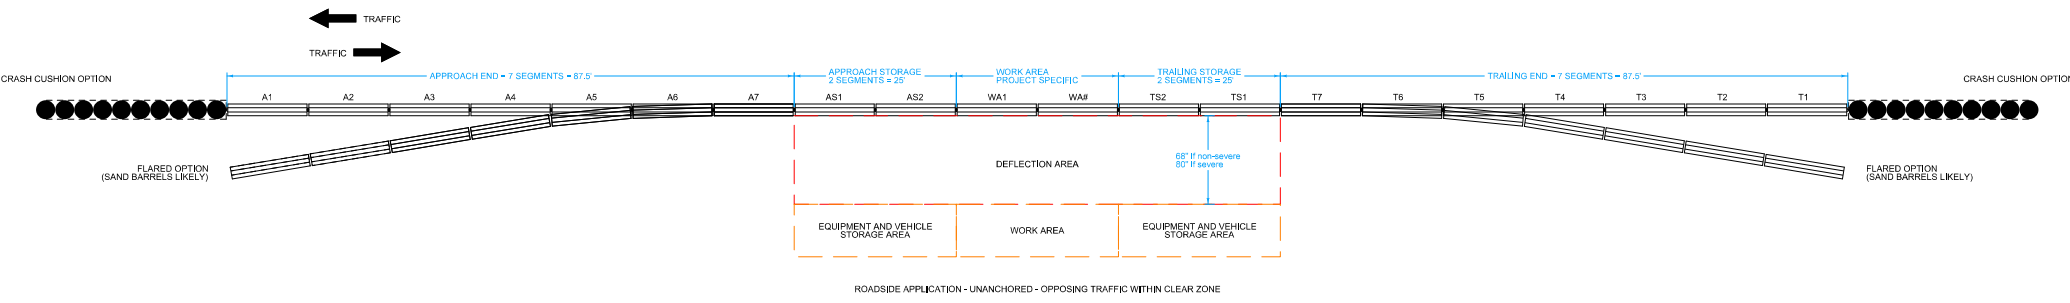 TRAFFIC
TRAFFIC
CRASH CUSHION OPTION
APPROACH END - 7 SEGMENTS = 87.5'
APPROACH STORAGE
2 SEGMENTS = 25'
WORK AREA
PROJECT SPECIFIC
TRAILING STORAGE
2 SEGMENTS = 25'
TRAILING END - 7 SEGMENTS = 87.5'
CRASH CUSHION OPTION
A1 A2 A3 A4 A5 A6 A7 AS1 AS2 WA1 WA# TS2 TS1 T7 T6 T5 T4 T3 T2 T1
FLARED OPTION
(SAND BARRELS LIKELY)
DEFLECTION AREA
68" If non-severe
80" If severe
FLARED OPTION
(SAND BARRELS LIKELY)
EQUIPMENT AND VEHICLE
STORAGE AREA
WORK AREA
EQUIPMENT AND VEHICLE
STORAGE AREA
ROADSIDE APPLICATION - UNANCHORED - OPPOSING TRAFFIC WITHIN CLEAR ZONE